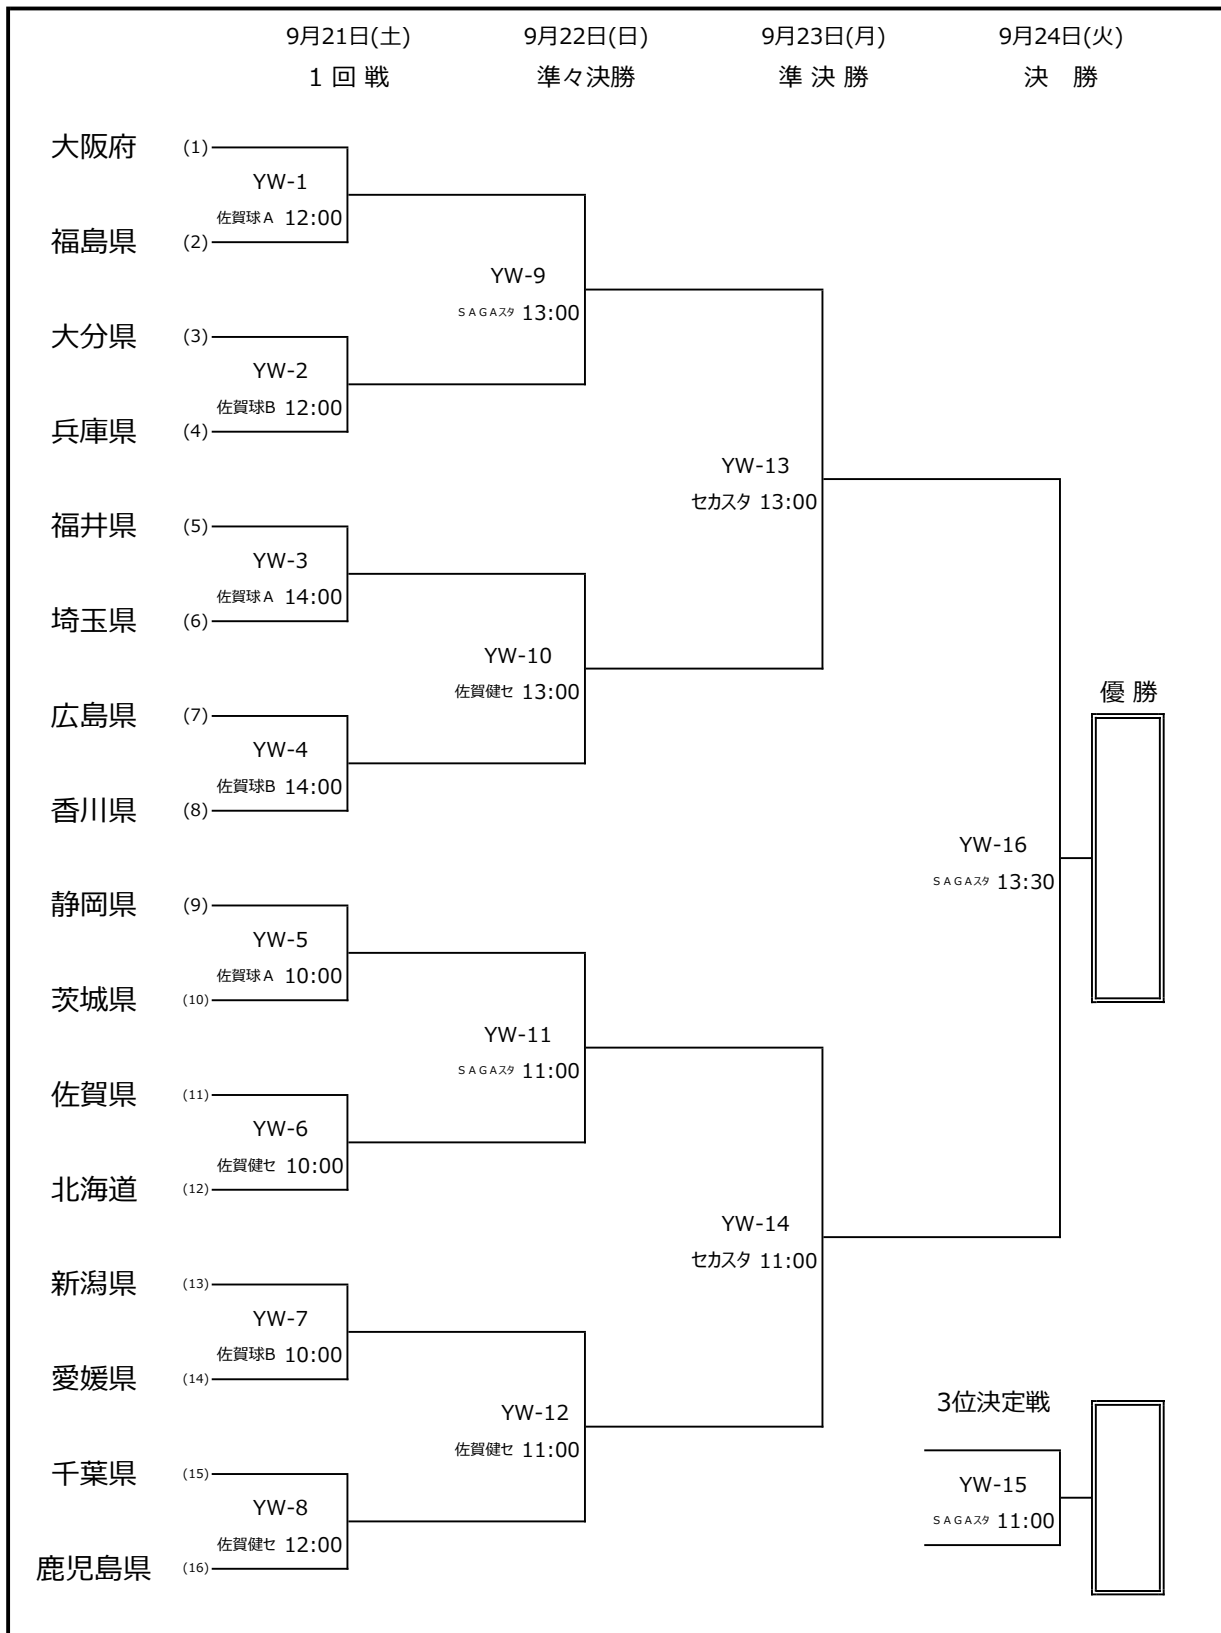 9月21日(土) 9月22日(日) 9月23日(月) 9月24日(火)
1 回 戦 準々決勝 準 決 勝 決 勝
大阪府 (1)
YW-1
佐賀球A 12:00
福島県 (2)
YW-9
SAGAスタ 13:00
大分県 (3)
YW-2
佐賀球B 12:00
兵庫県 (4)
YW-13
セカスタ 13:00
福井県 (5)
YW-3
佐賀球A 14:00
埼玉県 (6)
YW-10
佐賀健セ 13:00
優 勝
広島県 (7)
YW-4
佐賀球B 14:00
香川県 (8)
YW-16
SAGAスタ 13:30
静岡県 (9)
YW-5
佐賀球A 10:00
茨城県 (10)
YW-11
SAGAスタ 11:00
佐賀県 (11)
YW-6
佐賀健セ 10:00
北海道 (12)
YW-14
セカスタ 11:00
新潟県 (13)
YW-7
佐賀球B 10:00
愛媛県 (14)
3位決定戦
YW-12
佐賀健セ 11:00
千葉県 (15)
YW-15
SAGAスタ 11:00
YW-8
佐賀健セ 12:00
鹿児島県 (16)